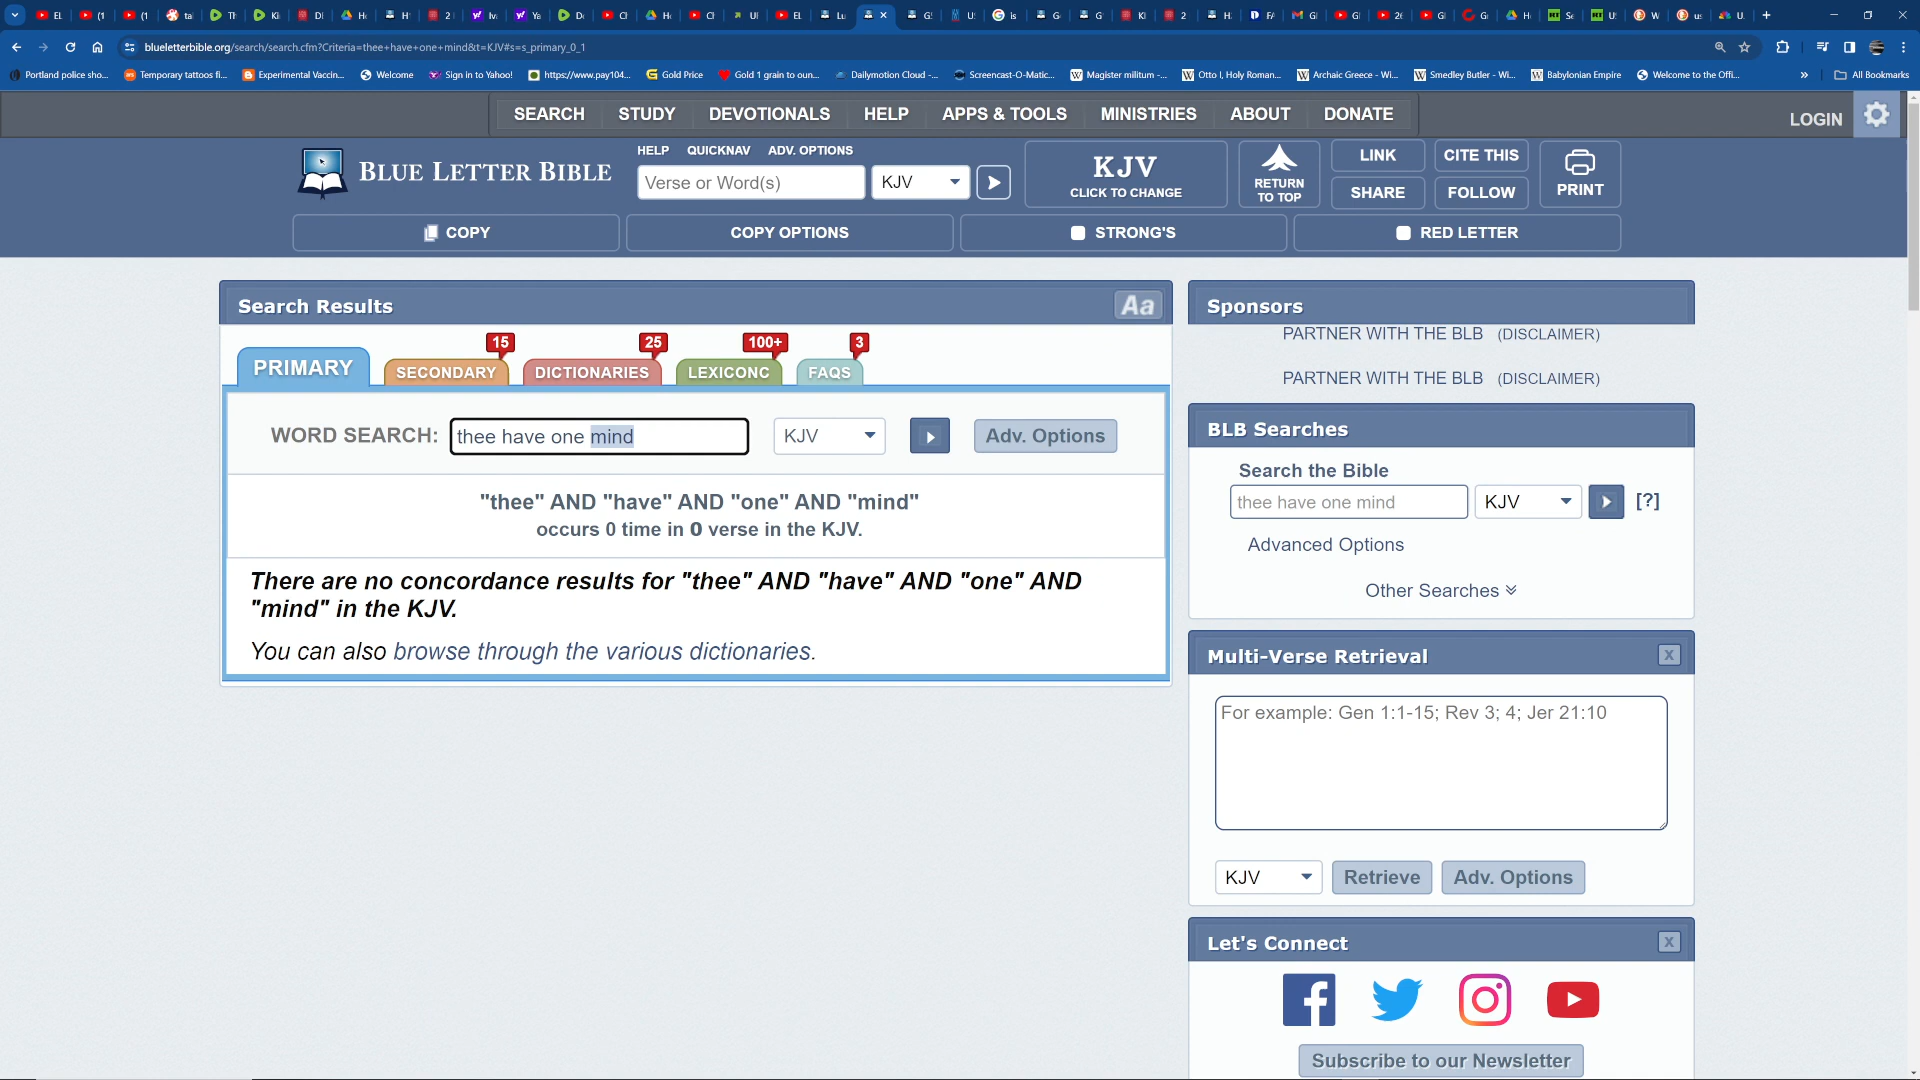 blueletterbible.org/search/search.cfm?Criteria=thee+have+one+mind&t=KJV#s=s_primary_0_1
Portland police sho... Temporary tattoos fi... Experimental Vaccin... Welcome Sign in to Yahoo! https://www.pay104... Gold Price Gold 1 grain to oun... Dailymotion Cloud -... Screencast-O-Matic... Magister militum -... Otto I, Holy Roman... Archaic Greece - Wi... Smedley Butler - Wi... Babylonian Empire Welcome to the Offi... » All Bookmarks
SEARCH STUDY DEVOTIONALS HELP APPS & TOOLS MINISTRIES ABOUT DONATE LOGIN
BLUE LETTER BIBLE
HELP QUICKNAV ADV. OPTIONS
Verse or Word(s) KJV
KJV
CLICK TO CHANGE
RETURN
TO TOP
LINK CITE THIS
SHARE FOLLOW
PRINT
COPY COPY OPTIONS STRONG'S RED LETTER
Search Results Aa
15 25 100+ 3
PRIMARY SECONDARY DICTIONARIES LEXICONC FAQS
WORD SEARCH: thee have one mind KJV Adv. Options
"thee" AND "have" AND "one" AND "mind"
occurs 0 time in 0 verse in the KJV.
There are no concordance results for "thee" AND "have" AND "one" AND
"mind" in the KJV.
You can also browse through the various dictionaries.
Sponsors
PARTNER WITH THE BLB (DISCLAIMER)
PARTNER WITH THE BLB (DISCLAIMER)
BLB Searches
Search the Bible
thee have one mind KJV [?]
Advanced Options
Other Searches
Multi-Verse Retrieval X
For example: Gen 1:1-15; Rev 3; 4; Jer 21:10
KJV Retrieve Adv. Options
Let's Connect X
Subscribe to our Newsletter